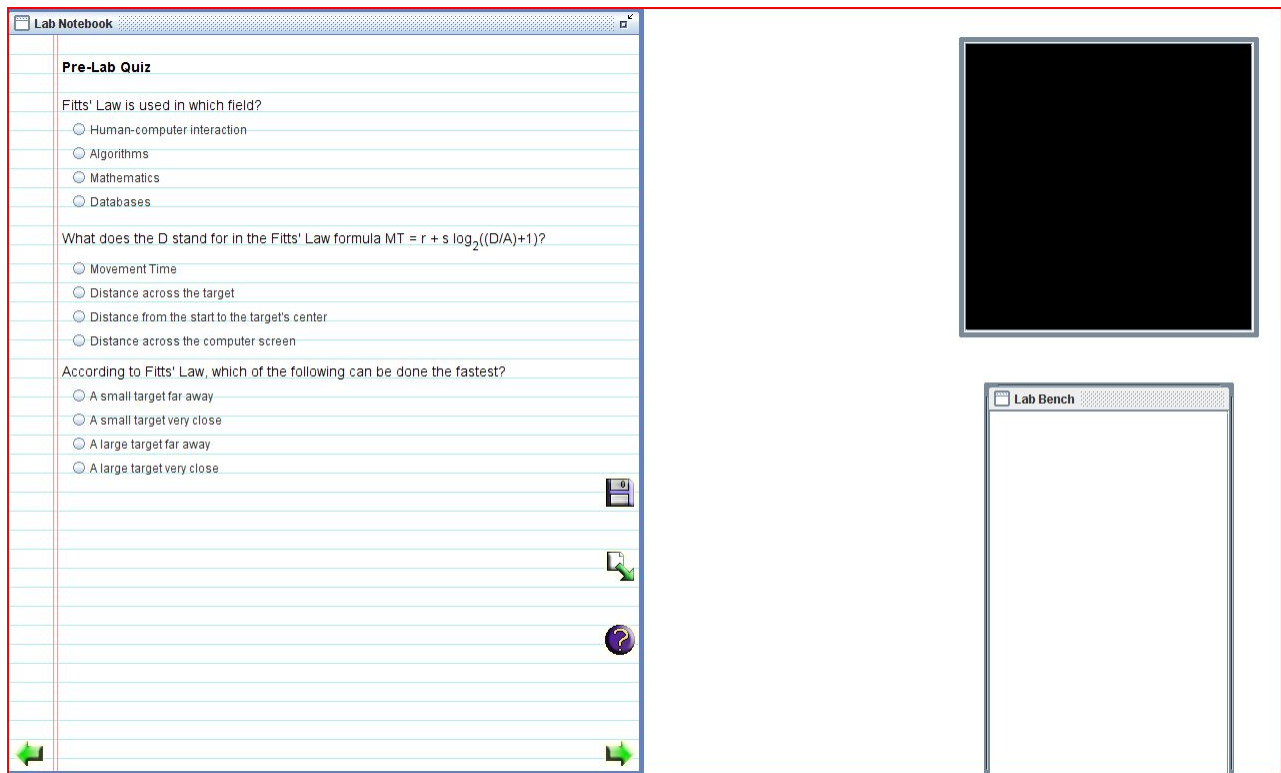 Lab Notebook
Pre-Lab Quiz
Fitts' Law is used in which field?
Human-computer interaction
Algorithms
Mathematics
Databases
What does the D stand for in the Fitts' Law formula MT = r + s log2((D/A)+1)?
Movement Time
Distance across the target
Distance from the start to the target's center
Distance across the computer screen
According to Fitts' Law, which of the following can be done the fastest?
A small target far away
A small target very close
A large target far away
A large target very close
Lab Bench